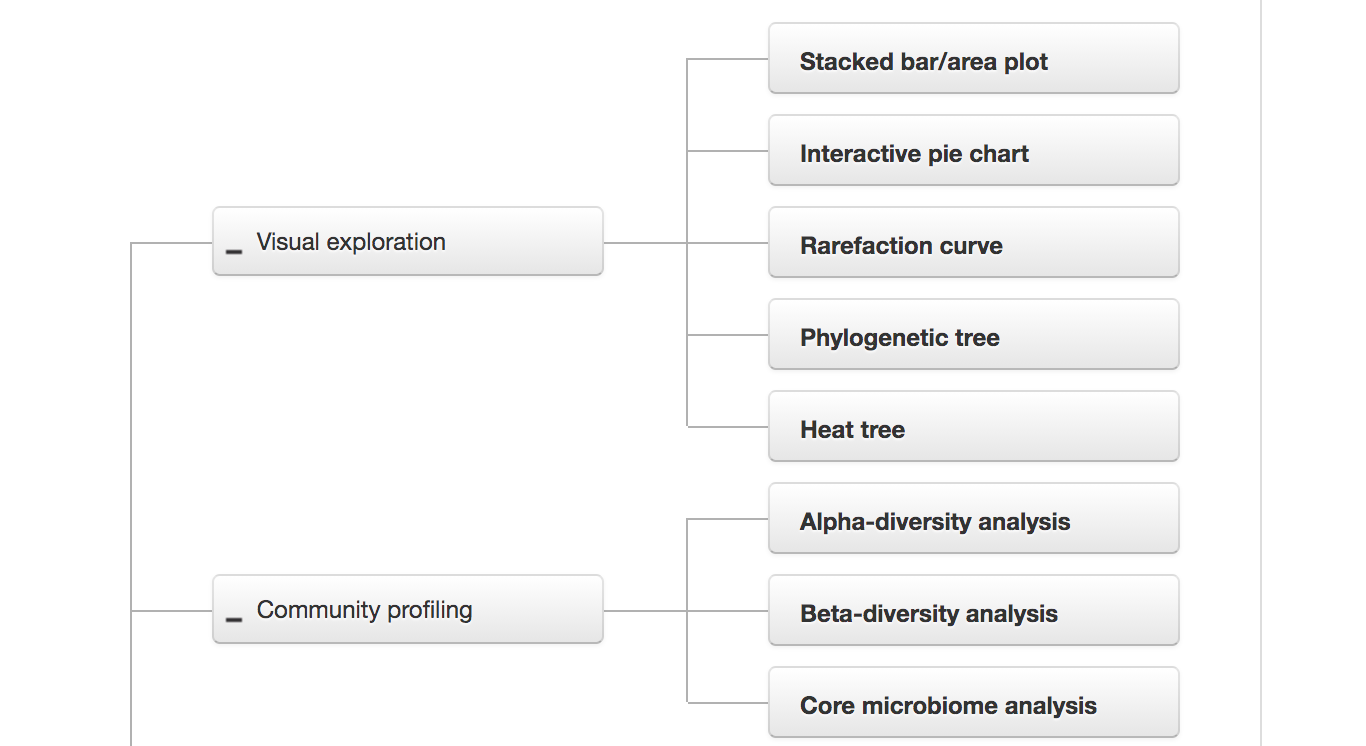 Visual exploration
Stacked bar/area plot
Interactive pie chart
Rarefaction curve
Phylogenetic tree
Heat tree
Community profiling
Alpha-diversity analysis
Beta-diversity analysis
Core microbiome analysis